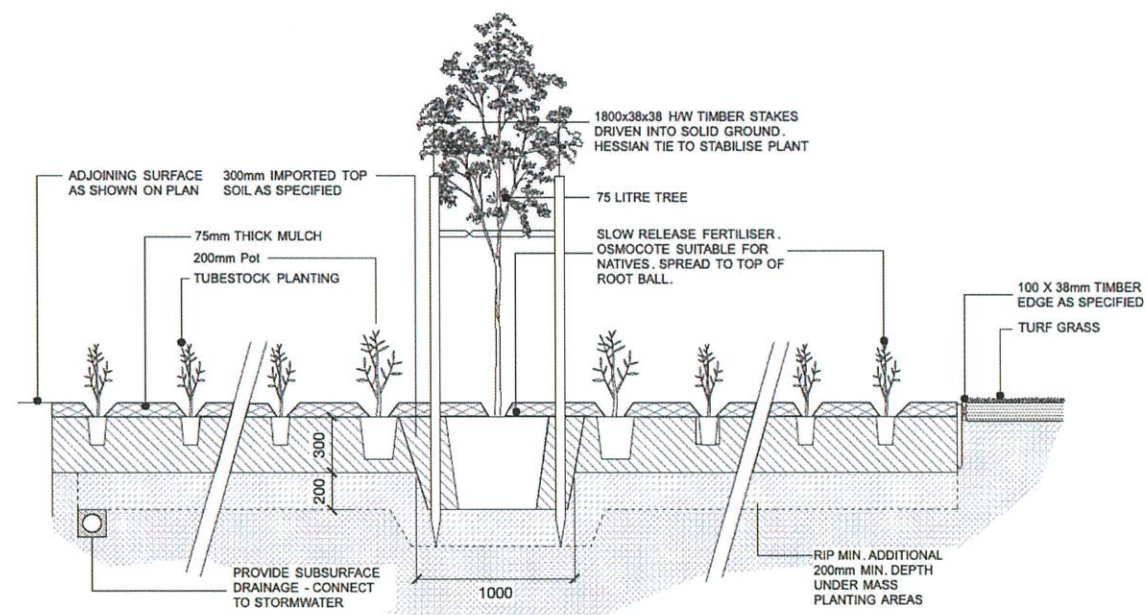 1800x38x38 H/W TIMBER STAKES
DRIVEN INTO SOLID GROUND.
HESSIAN TIE TO STABILISE PLANT
ADJOINING SURFACE
AS SHOWN ON PLAN
300mm IMPORTED TOP
SOIL AS SPECIFIED
75 LITRE TREE
75mm THICK MULCH
200mm Pot
TUBESTOCK PLANTING
SLOW RELEASE FERTILISER.
OSMOCOTE SUITABLE FOR
NATIVES. SPREAD TO TOP OF
ROOT BALL.
100 X 38mm TIMBER
EDGE AS SPECIFIED
TURF GRASS
300
200
PROVIDE SUBSURFACE
DRAINAGE - CONNECT
TO STORMWATER
1000
RIP MIN. ADDITIONAL
200mm MIN. DEPTH
UNDER MASS
PLANTING AREAS